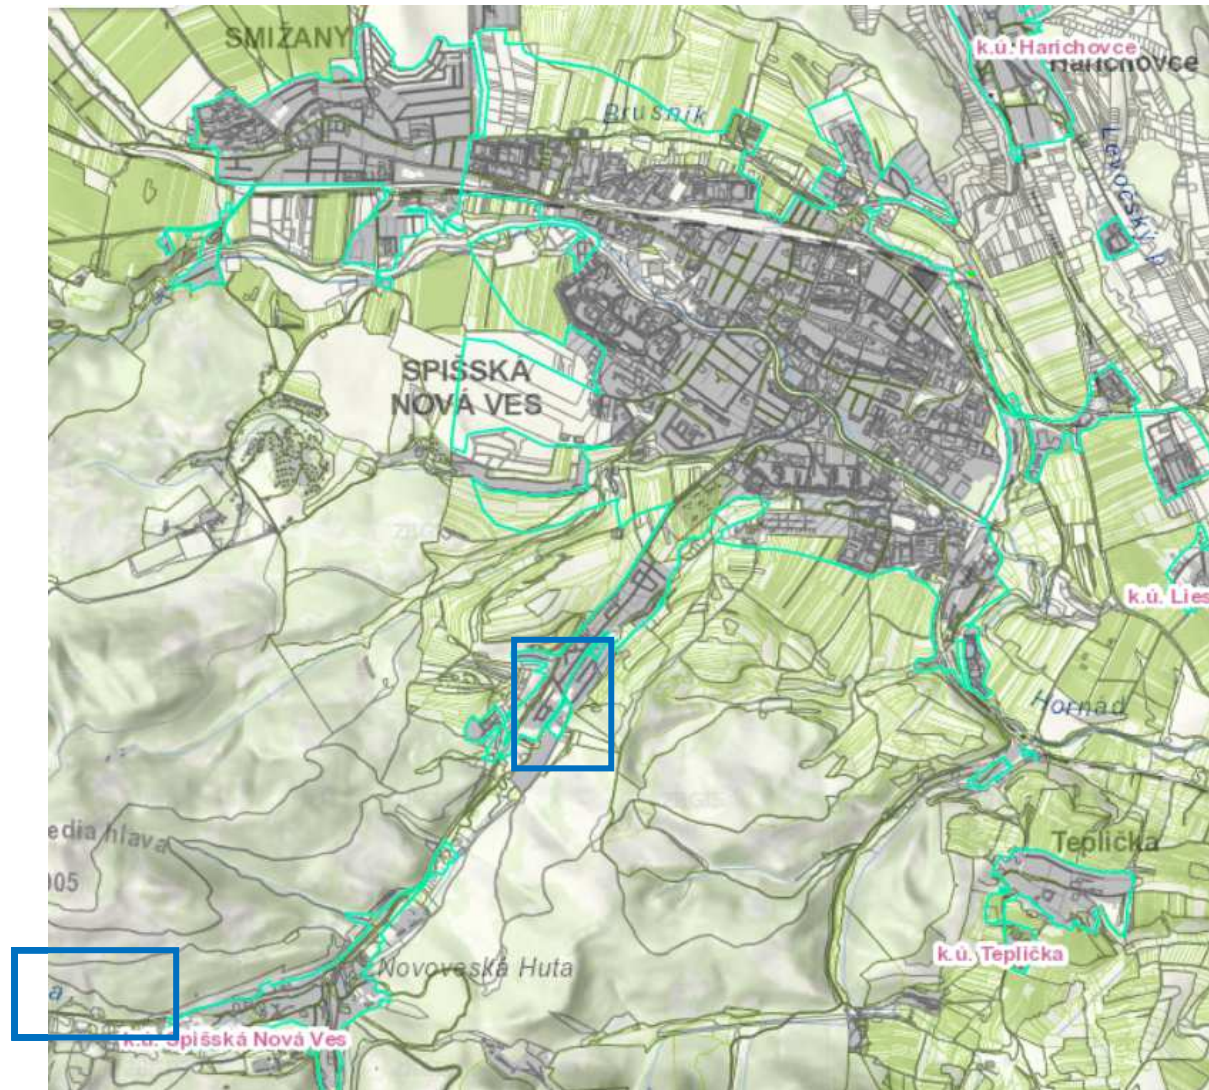 SMIŽANY
k.ú. Harichovce
Harichovce
Brusník
Levočský p
SPIŠSKÁ
NOVÁ VES
k.ú. Lies
Hornád
edia hlava
005
Teplička
k.ú. Teplička
Novoveská Huta
a
k.ú. Spišská Nová Ves